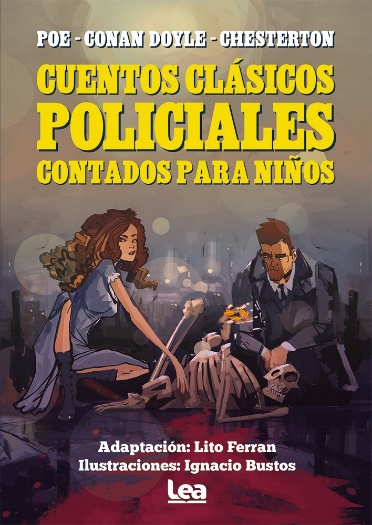 POE - CONAN DOYLE - CHESTERTON
CUENTOS CLÁSICOS
POLICIALES
CONTADOS PARA NIÑOS
Adaptación: Lito Ferran
Ilustraciones: Ignacio Bustos
Lea